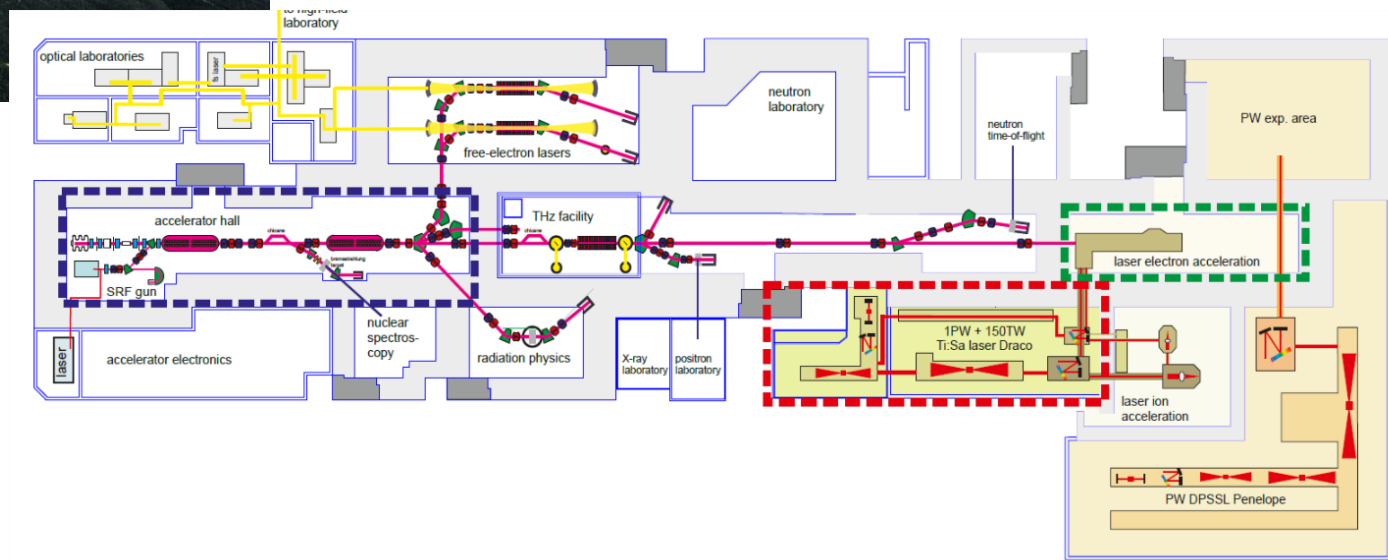 to high-field
laboratory
optical laboratories
fs laser
neutron
laboratory
neutron
time-of-flight
PW exp. area
free-electron lasers
accelerator hall
THz facility
chicane
chicane
bremsstrahlung
target
laser electron acceleration
SRF gun
nuclear
spectros-
copy
radiation physics
1PW + 150TW
Ti:Sa laser Draco
laser
accelerator electronics
X-ray
laboratory
positron
laboratory
laser ion
acceleration
PW DPSSL Penelope